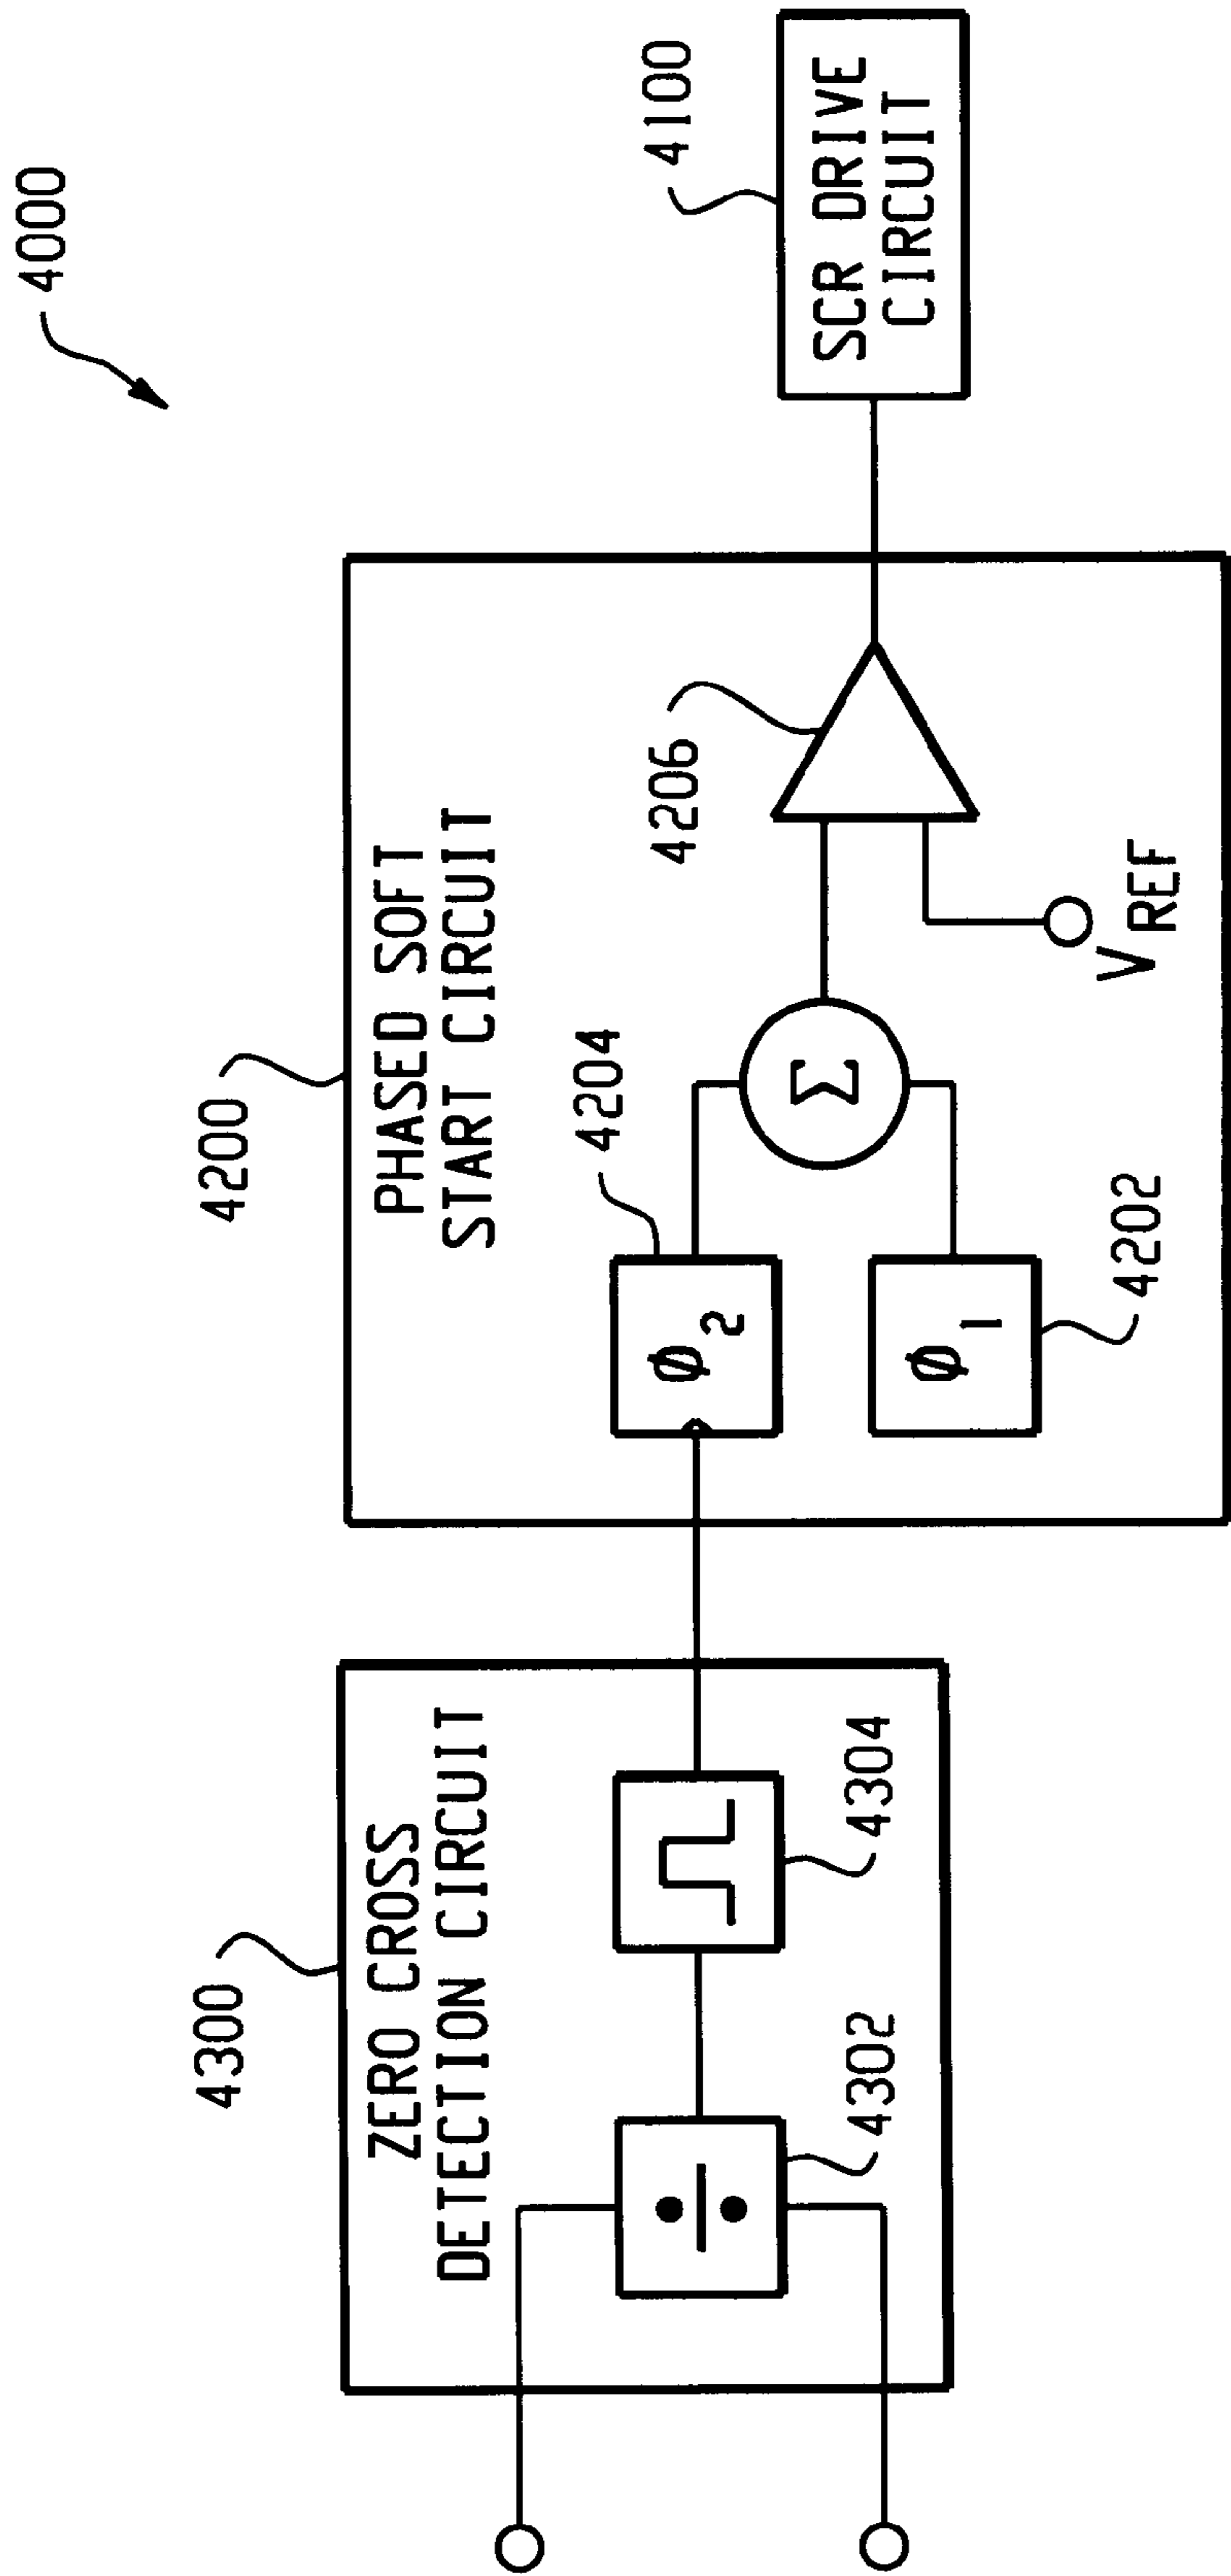 4000
4300
ZERO CROSS
DETECTION CIRCUIT
÷
4302
4304
4200
PHASED SOFT
START CIRCUIT
ϕ2
4204
ϕ1
4202
Σ
4206
VREF
4100
SCR DRIVE
CIRCUIT